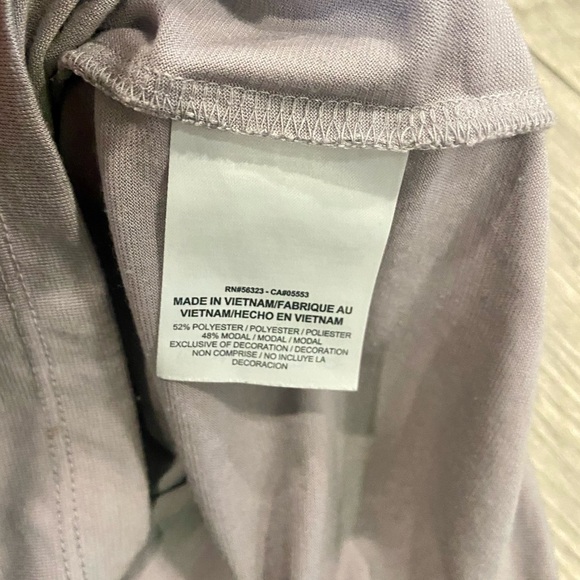 RN#56323 - CA#05553
MADE IN VIETNAM/FABRIQUE AU
VIETNAM/HECHO EN VIETNAM
52% POLYESTER / POLYESTER / POLIESTER
48% MODAL / MODAL / MODAL
EXCLUSIVE OF DECORATION / DECORATION
NON COMPRISE / NO INCLUYE LA
DECORACION